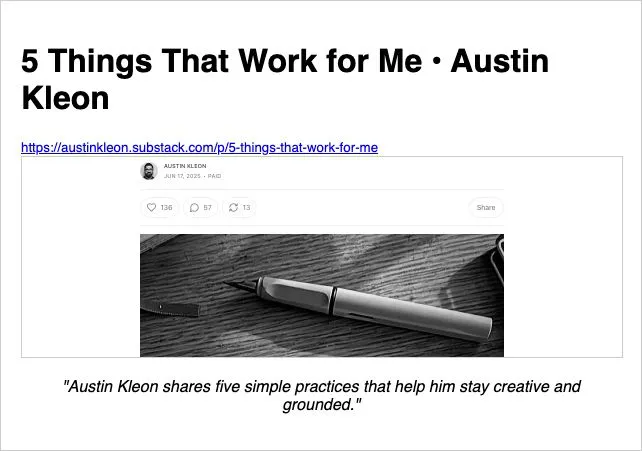 5 Things That Work for Me • Austin
Kleon
https://austinkleon.substack.com/p/5-things-that-work-for-me
AUSTIN KLEON
JUN 17, 2025 • PAID
136
57
13
Share
"Austin Kleon shares five simple practices that help him stay creative and
grounded."